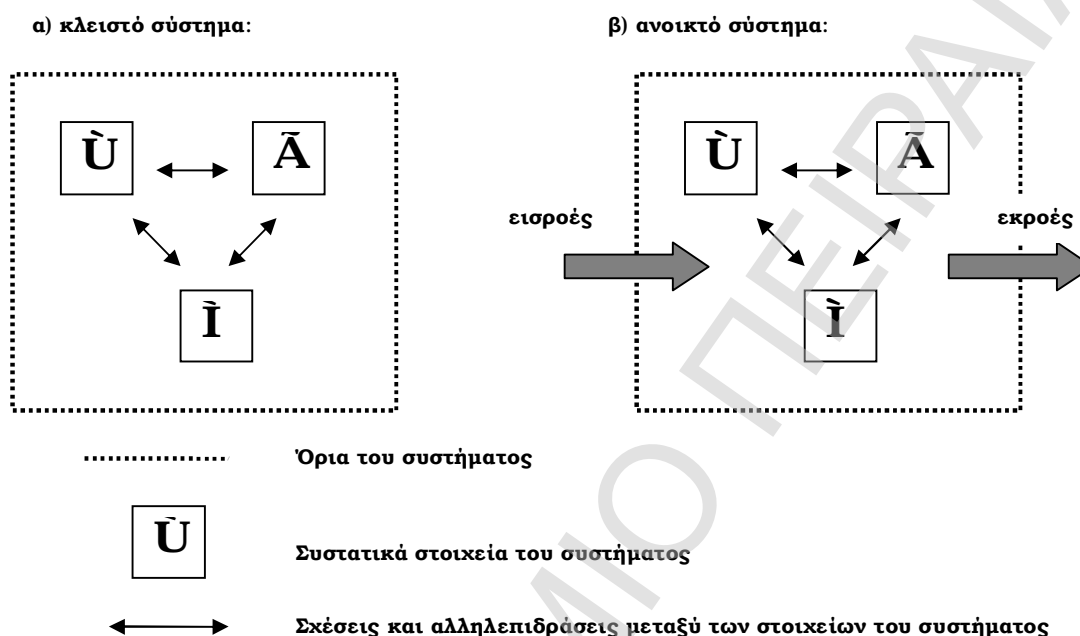 α) κλειστό σύστημα:
β) ανοικτό σύστημα:
Ù Ã
Ù Ã
εισροές
εκροές
Ì
Ì
Όρια του συστήματος
Ù
Συστατικά στοιχεία του συστήματος
Σχέσεις και αλληλεπιδράσεις μεταξύ των στοιχείων του συστήματος